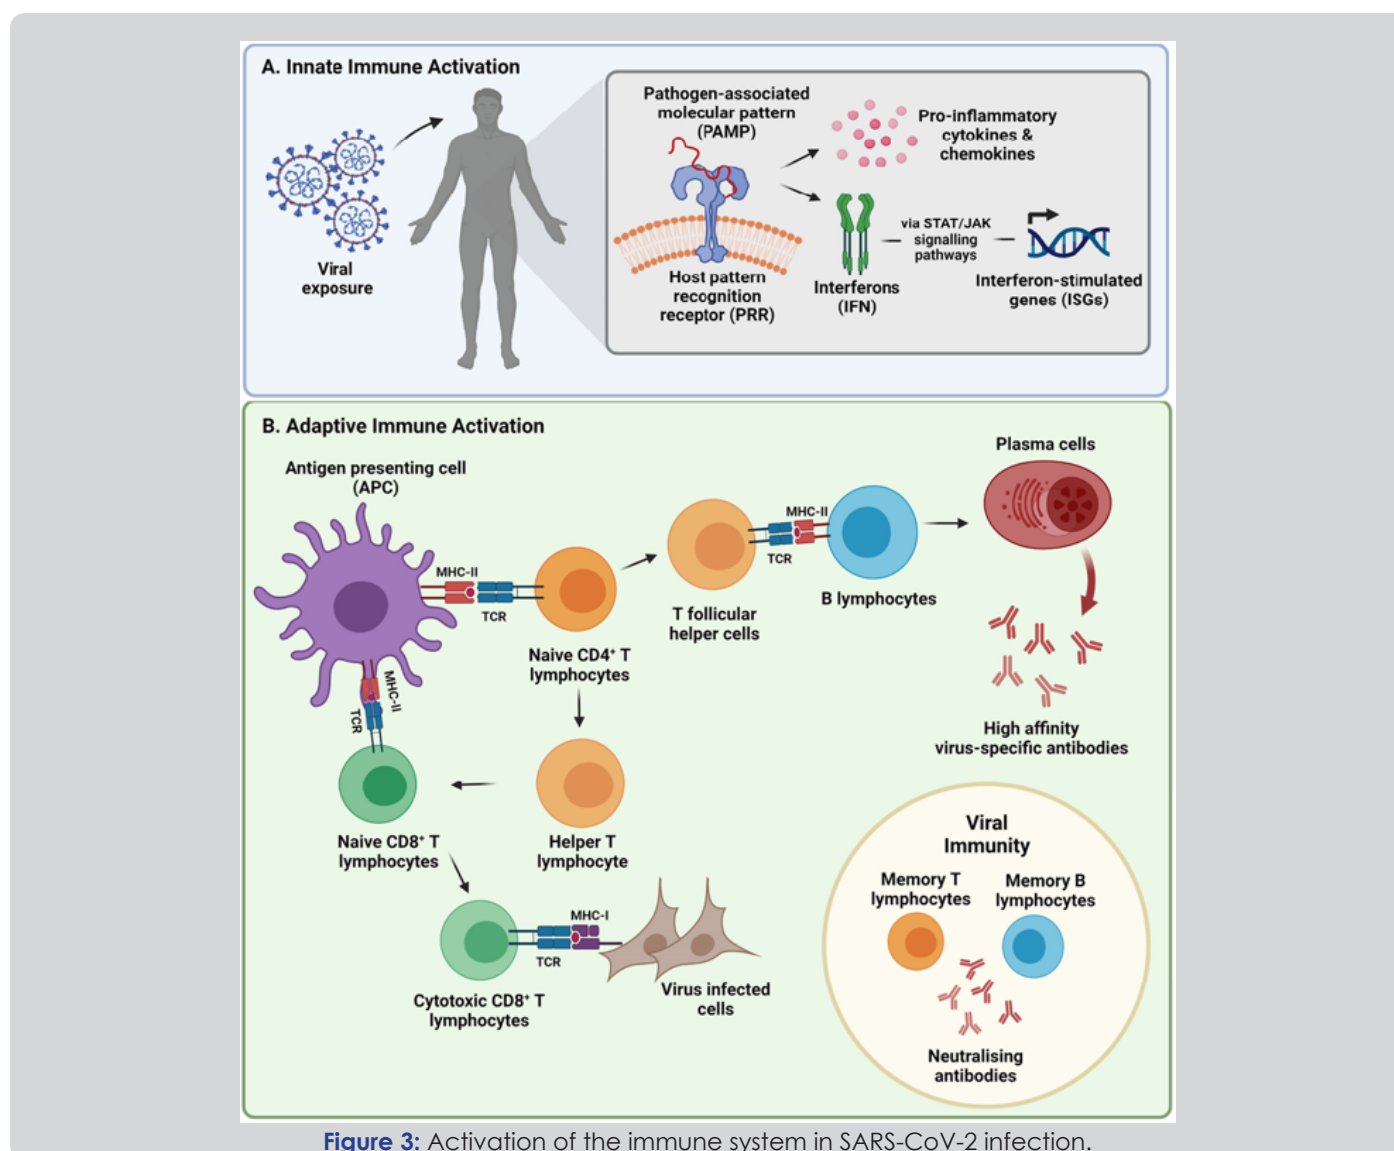 A. Innate Immune Activation
Viral
exposure
Pathogen-associated
molecular pattern
(PAMP)
Host pattern
recognition
receptor (PRR)
Pro-inflammatory
cytokines &
chemokines
Interferons
(IFN)
via STAT/JAK
signalling
pathways
Interferon-stimulated
genes (ISGs)
B. Adaptive Immune Activation
Antigen presenting cell
(APC)
MHC-II
TCR
Naive CD4⁺ T
lymphocytes
T follicular
helper cells
MHC-II
TCR
B lymphocytes
Plasma cells
High affinity
virus-specific antibodies
MHC-II
TCR
Naive CD8⁺ T
lymphocytes
Helper T
lymphocyte
Cytotoxic CD8⁺ T
lymphocytes
MHC-I
TCR
Virus infected
cells
Viral
Immunity
Memory T
lymphocytes
Memory B
lymphocytes
Neutralising
antibodies
Figure 3: Activation of the immune system in SARS-CoV-2 infection.